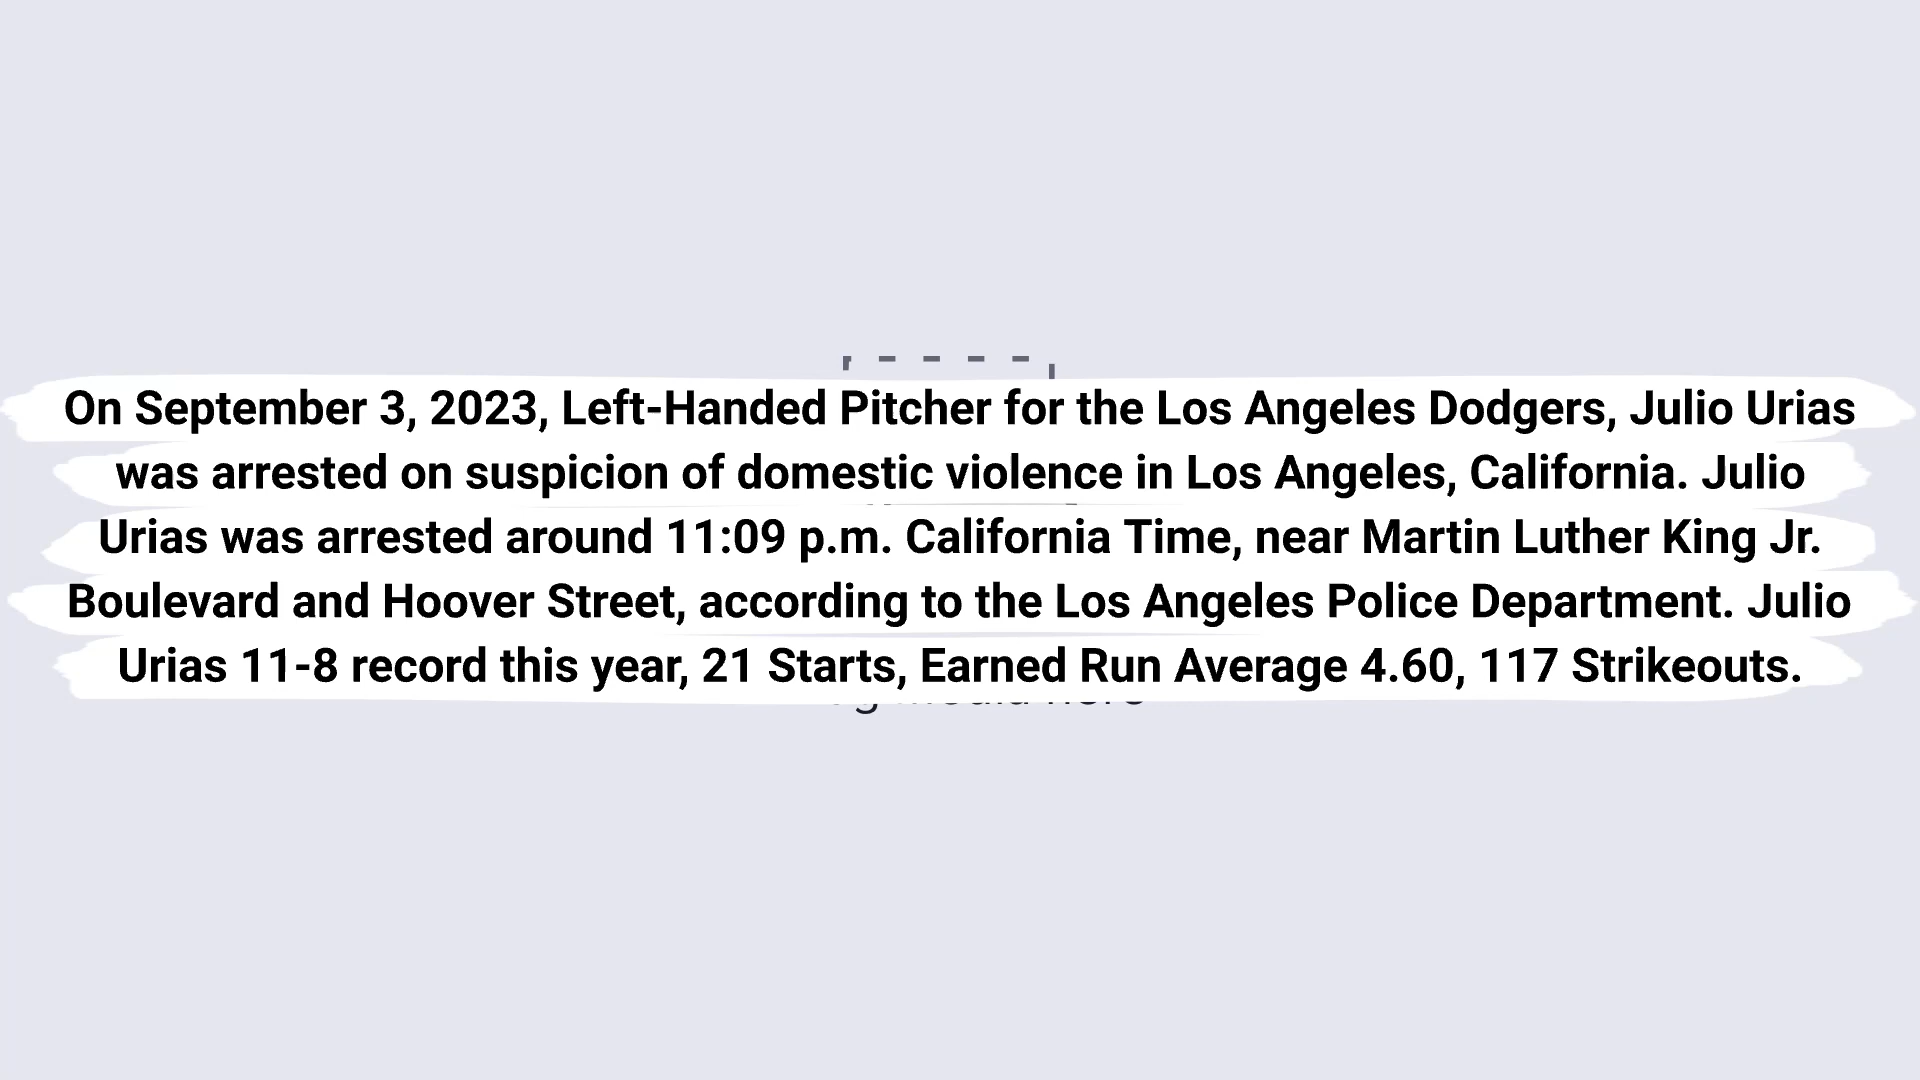 On September 3, 2023, Left-Handed Pitcher for the Los Angeles Dodgers, Julio Urias
was arrested on suspicion of domestic violence in Los Angeles, California. Julio
Urias was arrested around 11:09 p.m. California Time, near Martin Luther King Jr.
Boulevard and Hoover Street, according to the Los Angeles Police Department. Julio
Urias 11-8 record this year, 21 Starts, Earned Run Average 4.60, 117 Strikeouts.